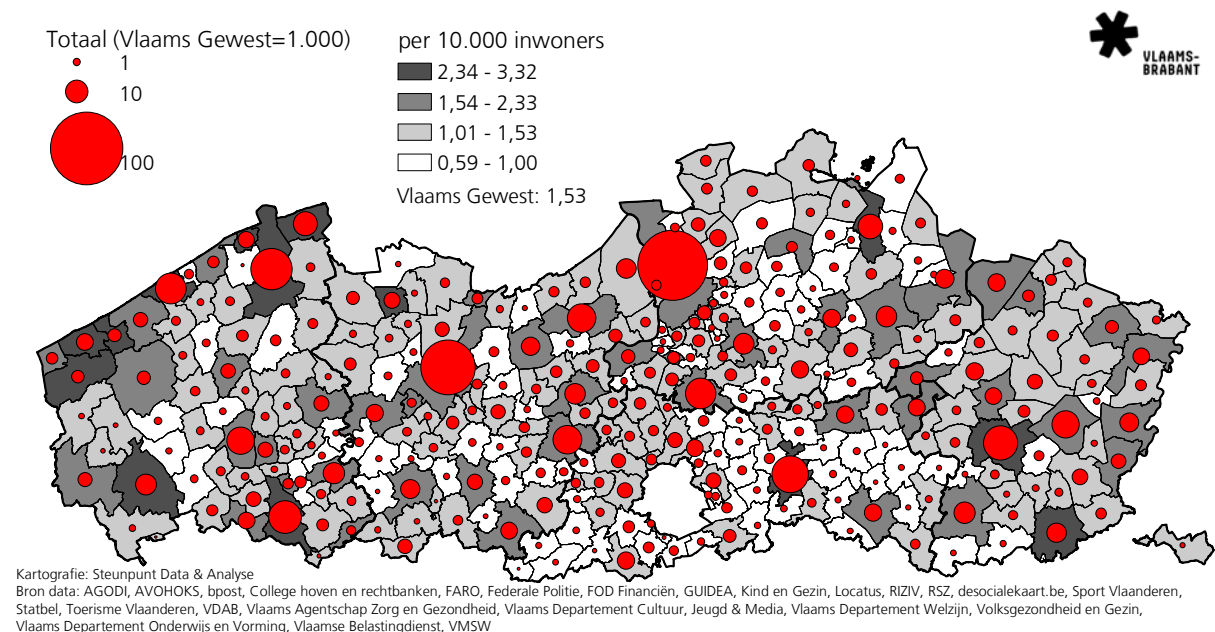 Totaal (Vlaams Gewest=1.000)
1
10
100
per 10.000 inwoners
2,34 - 3,32
1,54 - 2,33
1,01 - 1,53
0,59 - 1,00
Vlaams Gewest: 1,53
VLAAMS-
BRABANT
Kartografie: Steunpunt Data & Analyse
Bron data: AGODI, AVOHOKS, bpost, College hoven en rechtbanken, FARO, Federale Politie, FOD Financiën, GUIDEA, Kind en Gezin, Locatus, RIZIV, RSZ, desocialekaart.be, Sport Vlaanderen,
Statbel, Toerisme Vlaanderen, VDAB, Vlaams Agentschap Zorg en Gezondheid, Vlaams Departement Cultuur, Jeugd & Media, Vlaams Departement Welzijn, Volksgezondheid en Gezin,
Vlaams Departement Onderwijs en Vorming, Vlaamse Belastingdienst, VMSW